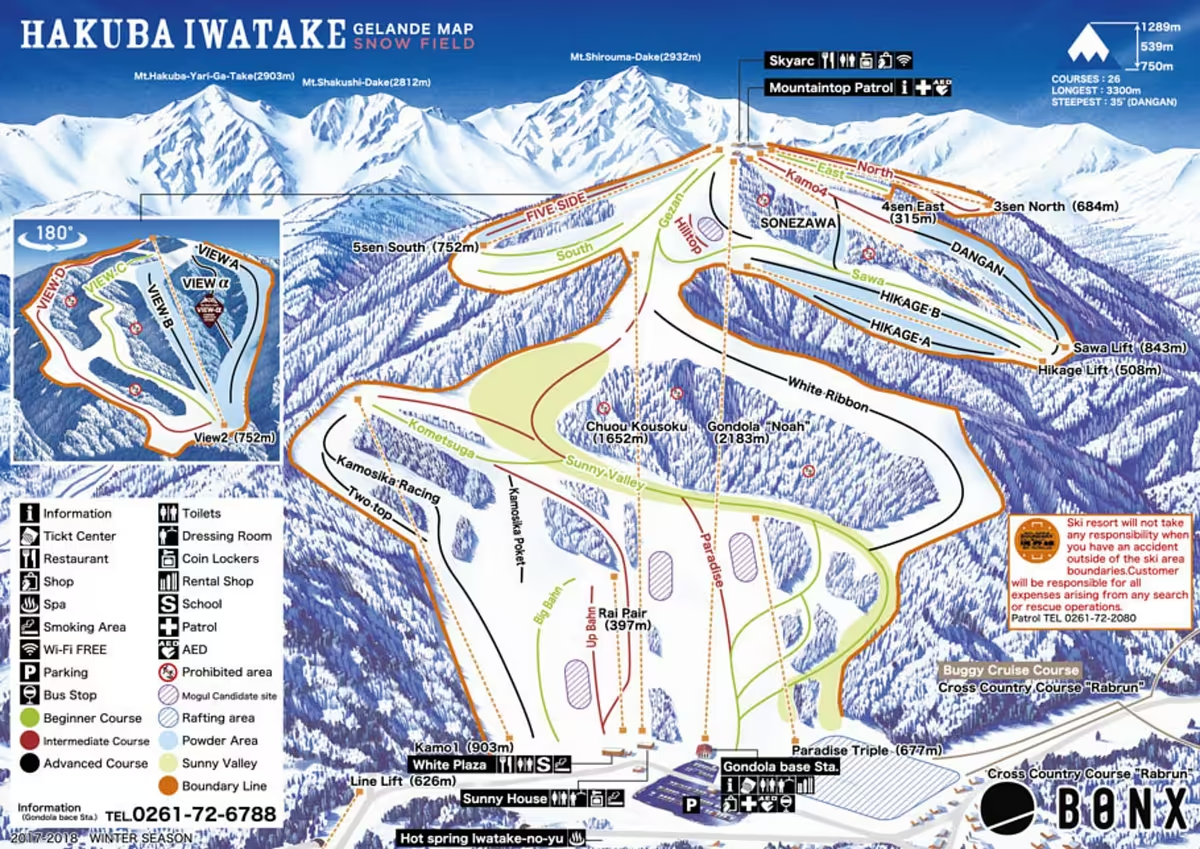 HAKUBA IWATAKE GELANDE MAP
SNOW FIELD
1289m
539m
750m
COURSES : 26
LONGEST : 3300m
STEEPEST : 35° (DANGAN)
Mt.Hakuba-Yari-Ga-Take(2903m)
Mt.Shakushi-Dake(2812m)
Mt.Shirouma-Dake(2932m)
Skyarc
Mountaintop Patrol
AED
FIVE SIDE
South
Gezan
Hilltop
5sen South (752m)
SONEZAWA
Kamo4
East
North
4sen East
(315m)
3sen North (684m)
DANGAN
Sawa
HIKAGE-B
HIKAGE-A
Sawa Lift (843m)
Hikage Lift (508m)
180°
VIEW-D
VIEW-C
VIEW-B
VIEW A
VIEW α
VIEW-α
View2 (752m)
White Ribbon
Chuou Kousoku
(1652m)
Gondola "Noah"
(2183m)
Kometsuga
Sunny Valley
Kamosika Racing
Two top
Kamosika Poket
Paradise
Big Bahn
Up Bahn
Rai Pair
(397m)
Kamo1 (903m)
White Plaza
S
Line Lift (626m)
Sunny House
Hot spring Iwatake-no-yu
P
Gondola base Sta.
AED
Paradise Triple (677m)
Ski resort will not take
any responsibility when
you have an accident
outside of the ski area
boundaries.Customer
will be responsible for all
expenses arising from any search
or rescue operations.
Patrol TEL 0261-72-2080
Buggy Cruise Course
Cross Country Course "Rabrun"
Cross Country Course "Rabrun"
BONX
Information
Tickt Center
Restaurant
Shop
Spa
Smoking Area
Wi-Fi FREE
P Parking
Bus Stop
Beginner Course
Intermediate Course
Advanced Course
Toilets
Dressing Room
Coin Lockers
Rental Shop
S School
Patrol
AED AED
Prohibited area
Mogul Candidate site
Rafting area
Powder Area
Sunny Valley
Boundary Line
Information
(Gondola bace Sta.) TEL.0261-72-6788
2017-2018 WINTER SEASON